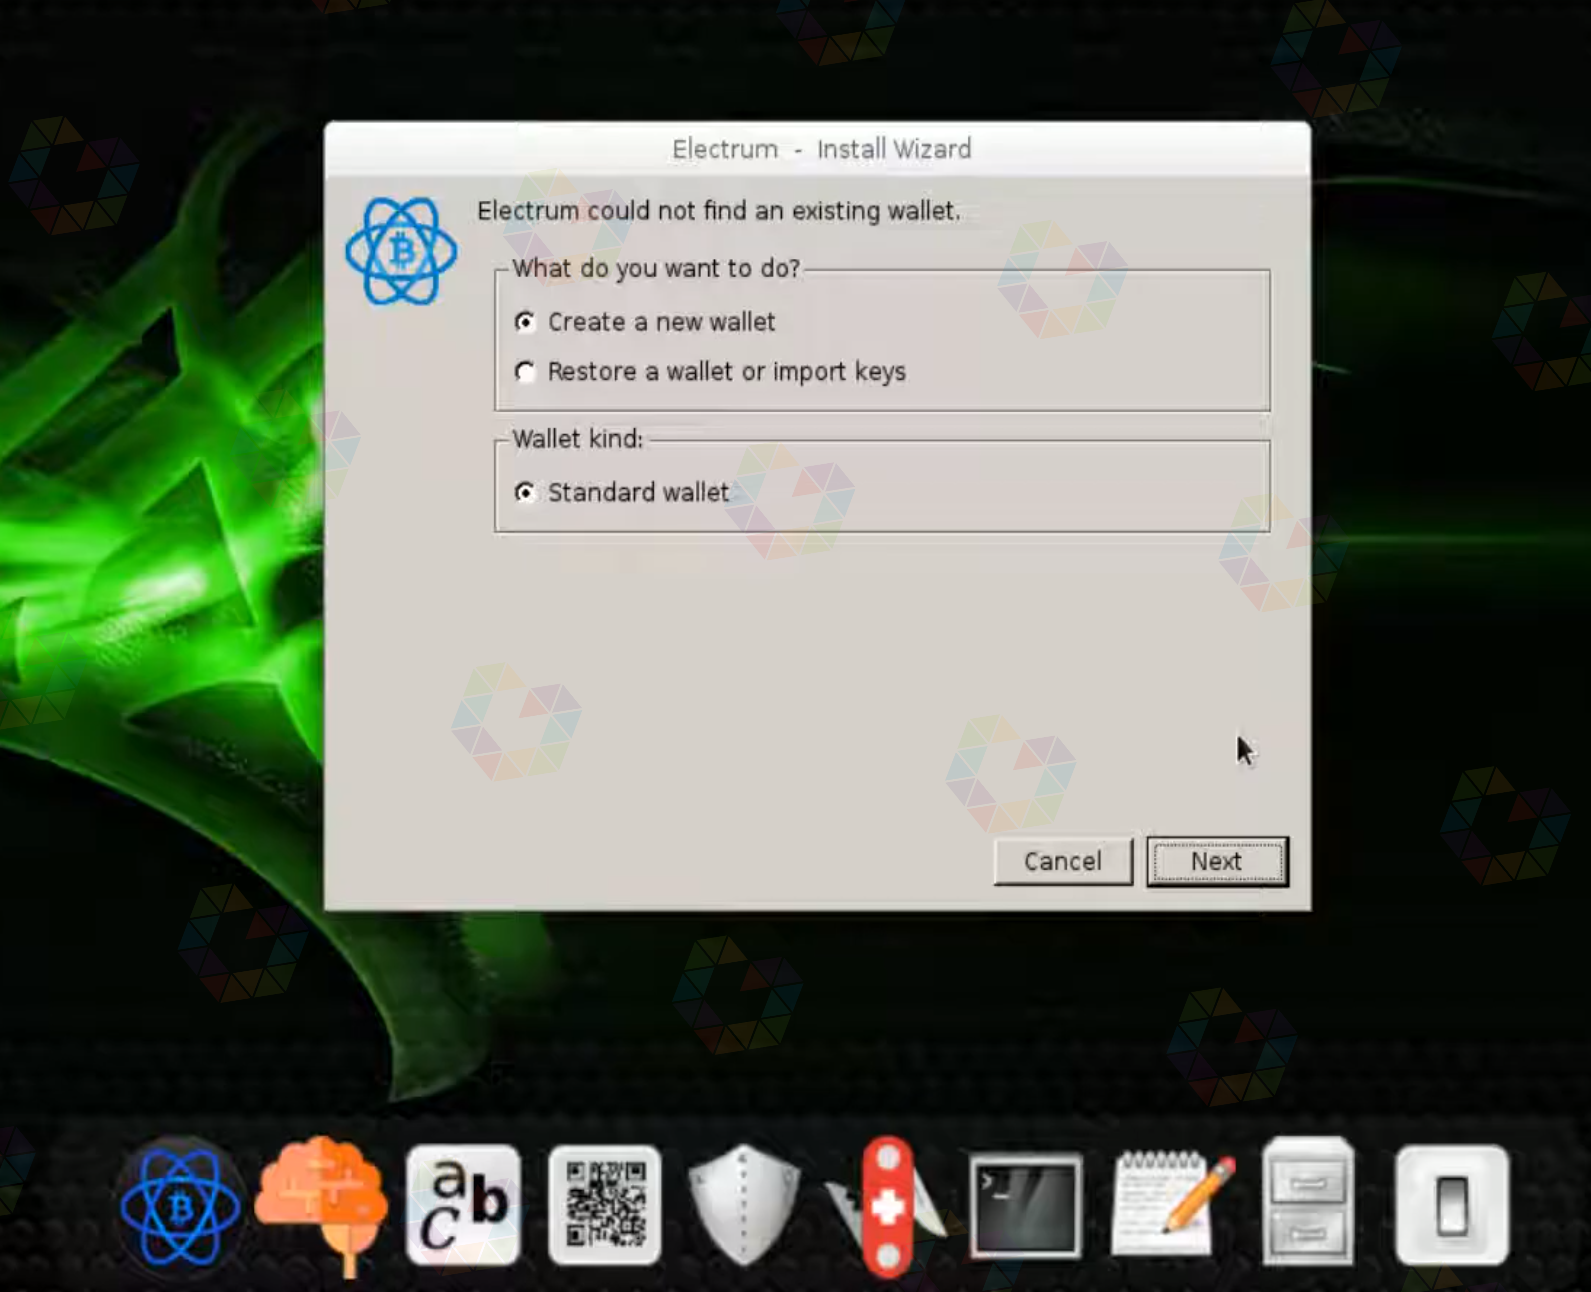 Electrum - Install Wizard
Electrum could not find an existing wallet.
What do you want to do?
Create a new wallet
Restore a wallet or import keys
Wallet kind:
Standard wallet
Cancel
Next
a
b
c
>_